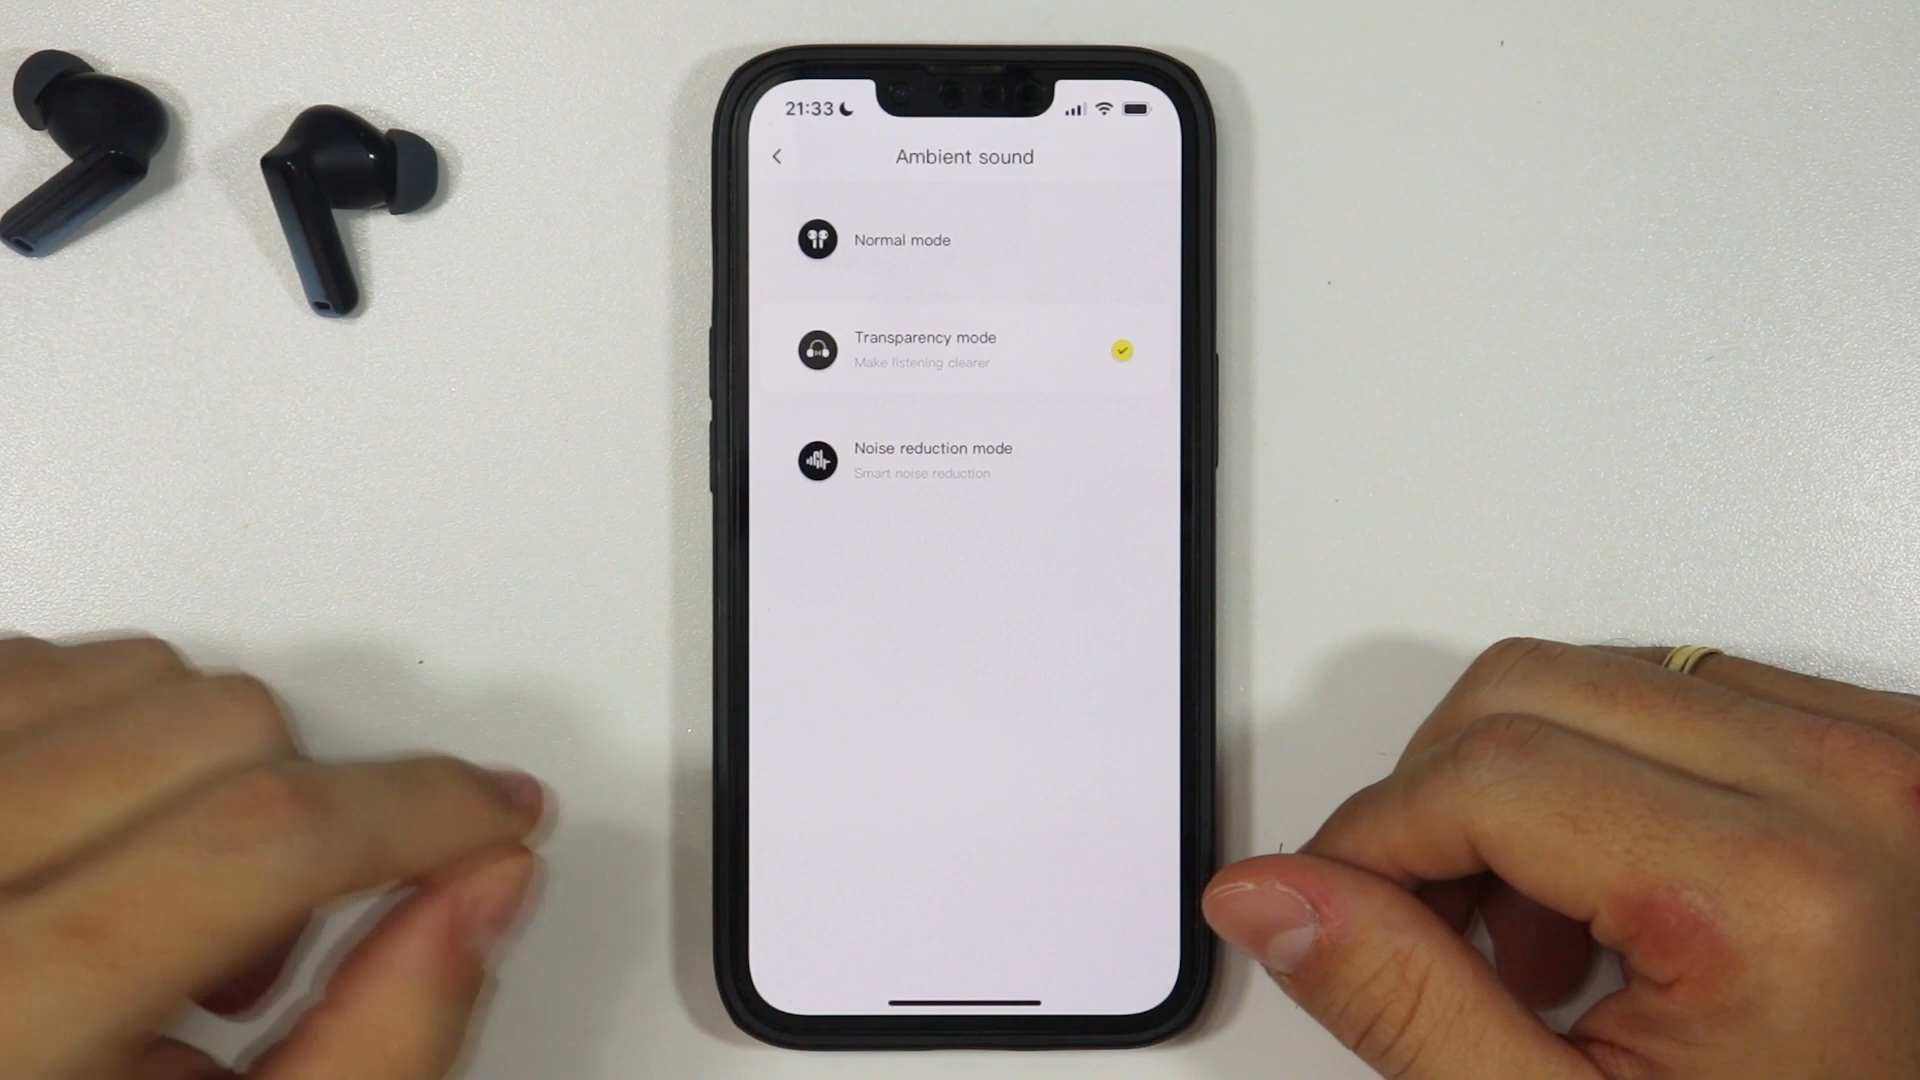 21:33
Ambient sound
Normal mode
Transparency mode
Make listening clearer
Noise reduction mode
Smart noise reduction